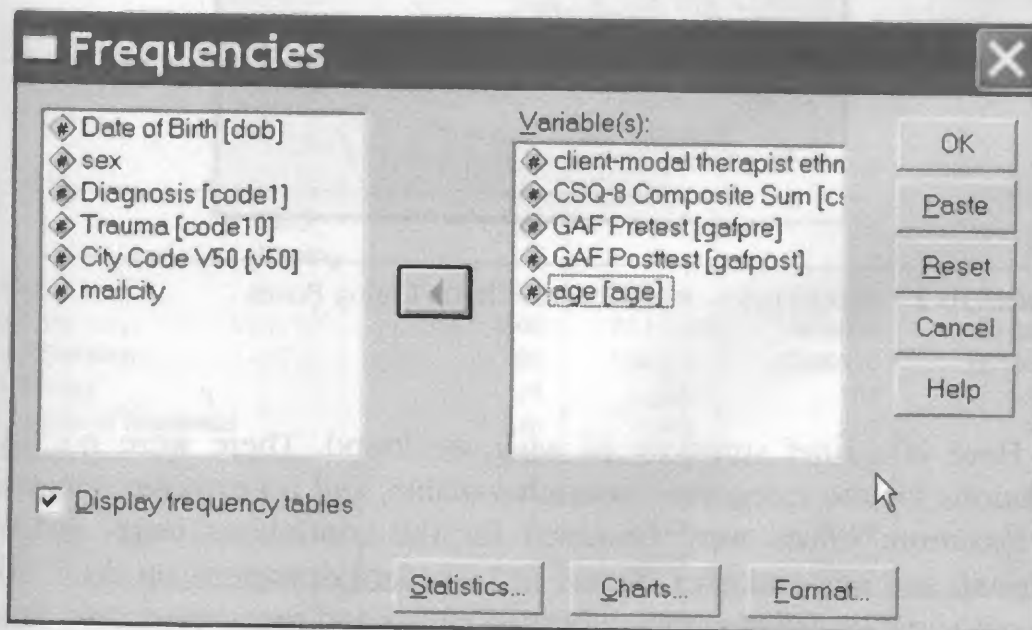 Frequencies
Date of Birth [dob]
sex
Diagnosis [code1]
Trauma [code10]
City Code V50 [v50]
mailcity
Variable(s):
client-modal therapist ethn
CSQ-8 Composite Sum [cs
GAF Pretest [gafpre]
GAF Posttest [gafpost]
age [age]
OK
Paste
Reset
Cancel
Help
Display frequency tables
Statistics...
Charts...
Format...